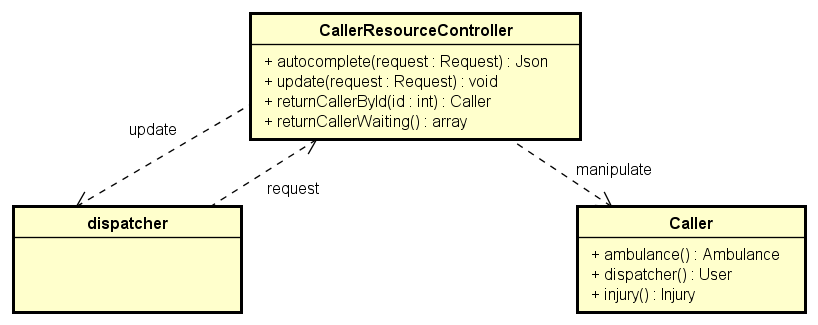 CallerResourceController
+ autocomplete(request : Request) : Json
+ update(request : Request) : void
+ returnCallerById(id : int) : Caller
+ returnCallerWaiting() : array
update
request
manipulate
dispatcher
Caller
+ ambulance() : Ambulance
+ dispatcher() : User
+ injury() : Injury